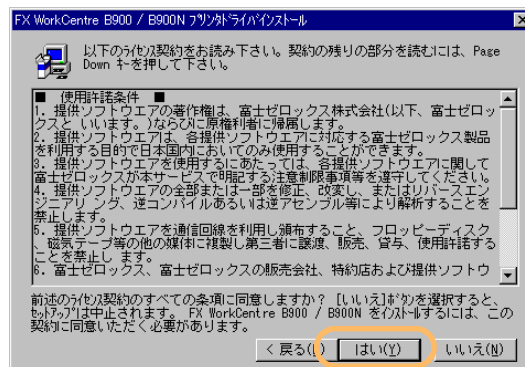 FX WorkCentre B900 / B900N プリンタドライバインストール
以下のライセンス契約をお読み下さい。契約の残りの部分を読むには、Page
Down キーを押して下さい。
■ 使用許諾条件 ■
1. 提供ソフトウエアの著作権は、富士ゼロックス株式会社(以下、富士ゼロッ
クスと いいます。)ならびに原権利者に帰属します。
2. 提供ソフトウエアは、各提供ソフトウエアに対応する富士ゼロックス製品
を利用する目的で日本国内においてのみ使用することができます。
3. 提供ソフトウエアを使用するにあたっては、各提供ソフトウエアに関して
富士ゼロックスが本サービスで明記する注意制限事項等を遵守してください。
4. 提供ソフトウエアの全部または一部を修正、改変し、またはリバースエン
ジニアリ ング、逆コンパイルあるいは逆アセンブル等により解析することを
禁止します。
5. 提供ソフトウエアを通信回線を利用し頒布すること、フロッピーディスク
、磁気テープ等の他の媒体に複製し第三者に譲渡、販売、貸与、使用許諾する
ことを禁止し ます。
6. 富士ゼロックス、富士ゼロックスの販売会社、特約店および提供ソフトウ
前述のライセンス契約のすべての条項に同意しますか? [いいえ]ボタンを選択すると、
セットアップは中止されます。 FX WorkCentre B900 / B900N をインストールするには、この
契約に同意いただく必要があります。
< 戻る( ) はい(Y) いいえ(N)